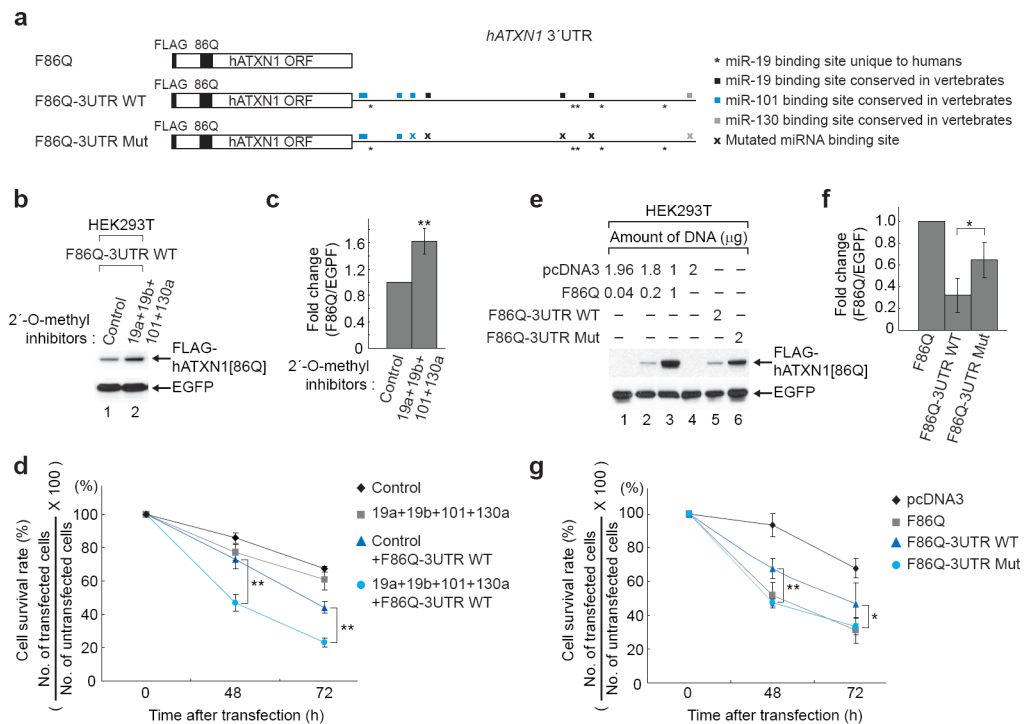 a
hATXN1 3´UTR
FLAG 86Q
F86Q
hATXN1 ORF
FLAG 86Q
F86Q-3UTR WT
hATXN1 ORF
FLAG 86Q
F86Q-3UTR Mut
hATXN1 ORF
* miR-19 binding site unique to humans
miR-19 binding site conserved in vertebrates
miR-101 binding site conserved in vertebrates
miR-130 binding site conserved in vertebrates
x Mutated miRNA binding site
* ** * *
x x x x x
* ** * *
b
HEK293T
F86Q-3UTR WT
2´-O-methyl
inhibitors :
Control
19a+19b+
101+130a
FLAG-
hATXN1[86Q]
EGFP
1 2
c
Fold change
(F86Q/EGPF)
1.6
1.2
0.8
0.4
0
**
2´-O-methyl
inhibitors :
Control
19a+19b+
101+130a
e
HEK293T
Amount of DNA (µg)
pcDNA3 1.96 1.8 1 2 – –
F86Q 0.04 0.2 1 – – –
F86Q-3UTR WT – – – – 2 –
F86Q-3UTR Mut – – – – – 2
FLAG-
hATXN1[86Q]
EGFP
1 2 3 4 5 6
f
Fold change
(F86Q/EGPF)
1.0
0.8
0.6
0.4
0.2
0
*
F86Q
F86Q-3UTR WT
F86Q-3UTR Mut
d
Cell survival rate (%)
( No. of transfected cells / No. of untransfected cells X 100 )
(%)
100
80
60
40
20
0
**
**
0 48 72
Time after transfection (h)
Control
19a+19b+101+130a
Control
+F86Q-3UTR WT
19a+19b+101+130a
+F86Q-3UTR WT
g
Cell survival rate (%)
( No. of transfected cells / No. of untransfected cells X 100 )
(%)
100
80
60
40
20
0
**
*
0 48 72
Time after transfection (h)
pcDNA3
F86Q
F86Q-3UTR WT
F86Q-3UTR Mut